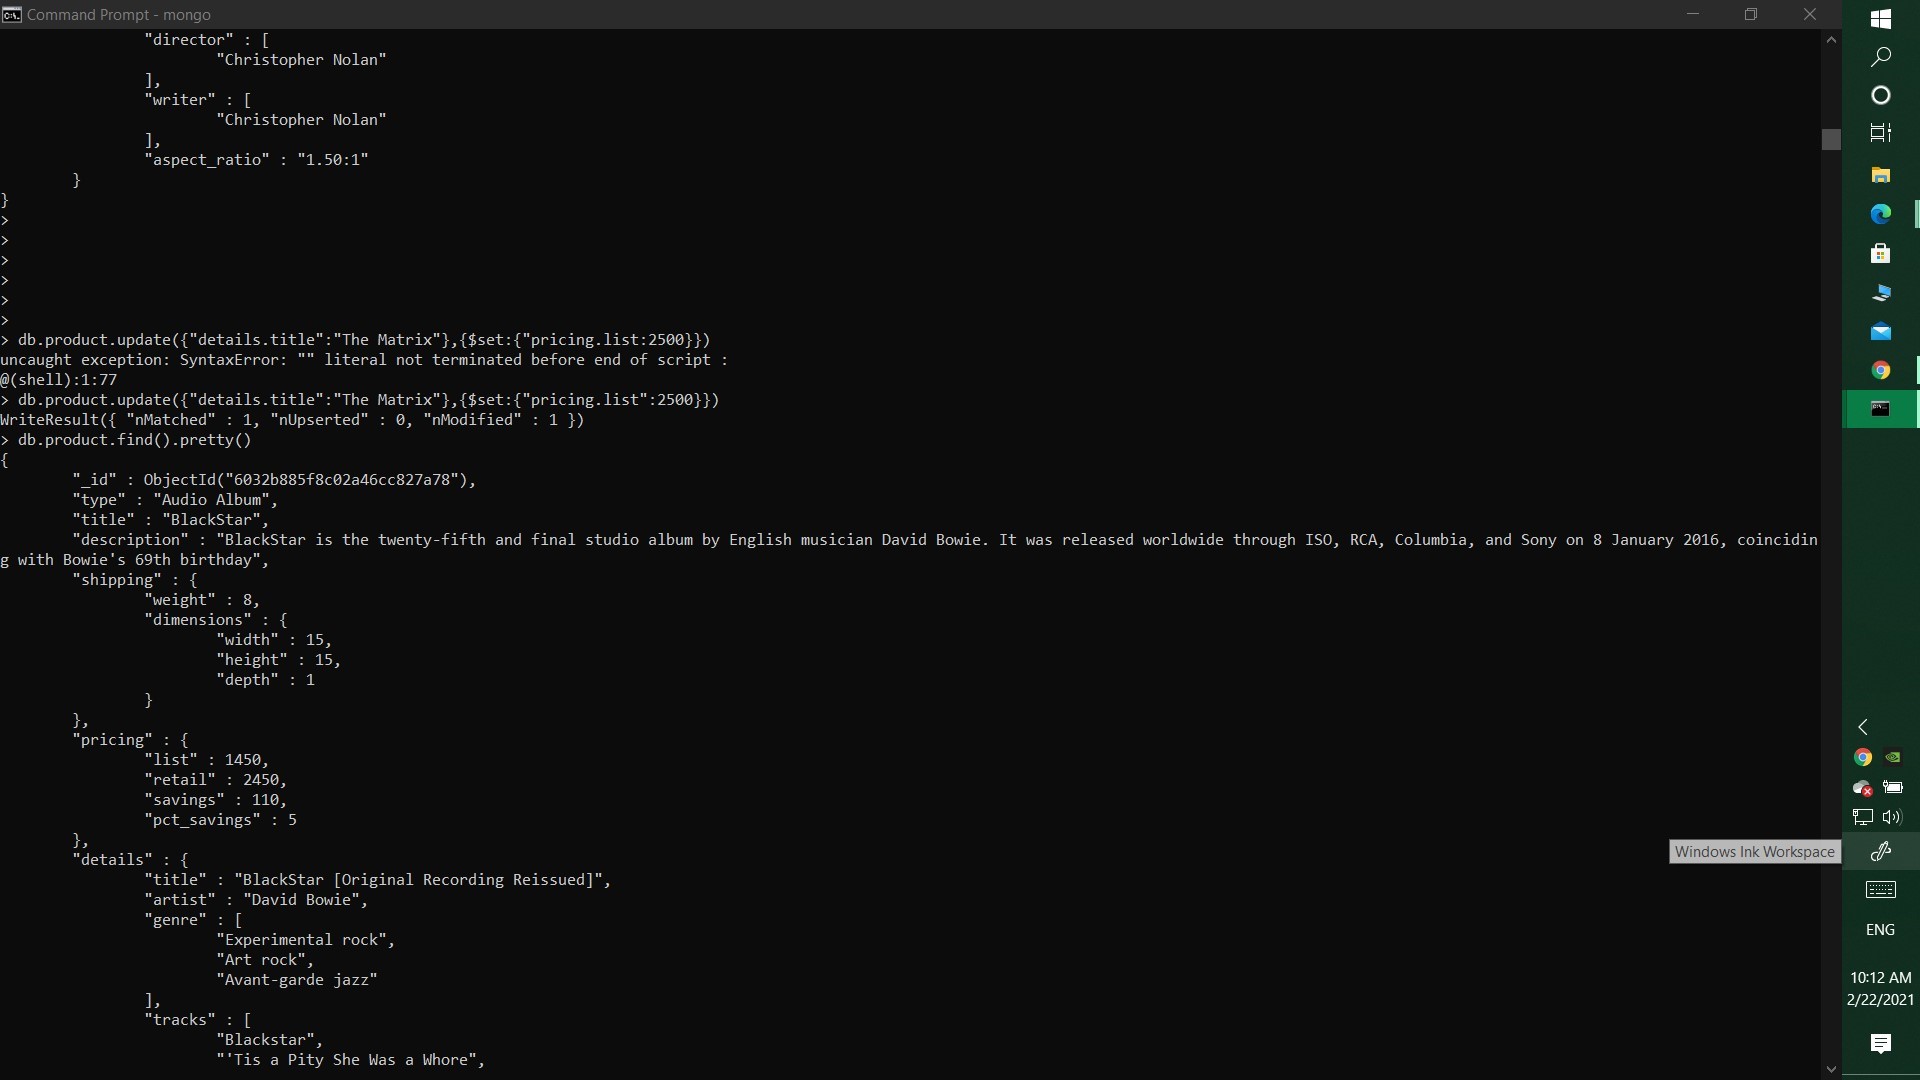 Command Prompt - mongo
"director" : [
"Christopher Nolan"
],
"writer" : [
"Christopher Nolan"
],
"aspect_ratio" : "1.50:1"
}
}
>
>
>
>
>
>
> db.product.update({"details.title":"The Matrix"},{$set:{"pricing.list:2500}})
uncaught exception: SyntaxError: "" literal not terminated before end of script :
@(shell):1:77
> db.product.update({"details.title":"The Matrix"},{$set:{"pricing.list":2500}})
WriteResult({ "nMatched" : 1, "nUpserted" : 0, "nModified" : 1 })
> db.product.find().pretty()
{
"_id" : ObjectId("6032b885f8c02a46cc827a78"),
"type" : "Audio Album",
"title" : "BlackStar",
"description" : "BlackStar is the twenty-fifth and final studio album by English musician David Bowie. It was released worldwide through ISO, RCA, Columbia, and Sony on 8 January 2016, coincidin
g with Bowie's 69th birthday",
"shipping" : {
"weight" : 8,
"dimensions" : {
"width" : 15,
"height" : 15,
"depth" : 1
}
},
"pricing" : {
"list" : 1450,
"retail" : 2450,
"savings" : 110,
"pct_savings" : 5
},
"details" : {
"title" : "BlackStar [Original Recording Reissued]",
"artist" : "David Bowie",
"genre" : [
"Experimental rock",
"Art rock",
"Avant-garde jazz"
],
"tracks" : [
"Blackstar",
"'Tis a Pity She Was a Whore",
Windows Ink Workspace
ENG
10:12 AM
2/22/2021